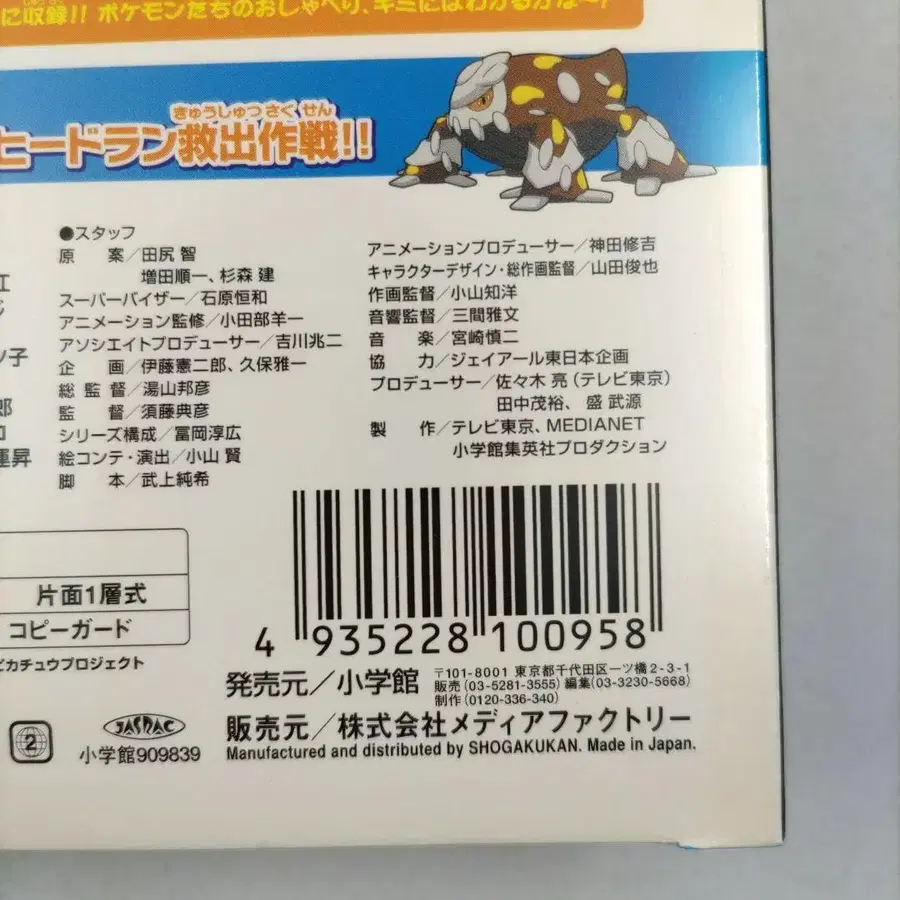 に収録!! ポケモンたちのおしゃべり、キミにはわかるかな~?
きゅうしゅつ さく せん
ヒードラン救出作戦!!
●スタッフ
原 案/田尻 智
増田順一、杉森 建
スーパーバイザー/石原恒和
アニメーション監修/小田部羊一
アソシエイトプロデューサー/吉川兆二
企 画/伊藤憲二郎、久保雅一
総 監 督/湯山邦彦
監 督/須藤典彦
シリーズ構成/冨岡淳広
絵コンテ・演出/小山 賢
脚 本/武上純希
アニメーションプロデューサー/神田修吉
キャラクターデザイン・総作画監督/山田俊也
作画監督/小山知洋
音響監督/三間雅文
音 楽/宮崎慎二
協 力/ジェイアール東日本企画
プロデューサー/佐々木 亮(テレビ東京)
田中茂裕、盛 武源
製 作/テレビ東京、MEDIANET
小学館集英社プロダクション
江
ツ子
郎
運昇
片面1層式
コピーガード
ピカチュウプロジェクト
4 935228 100958
発売元/小学館
〒101-8001 東京都千代田区一ツ橋2-3-1
販売(03-5281-3555)編集(03-3230-5668)
制作(0120-336-340)
販売元/株式会社メディアファクトリー
Manufactured and distributed by SHOGAKUKAN. Made in Japan.
2
JASRAC
小学館909839